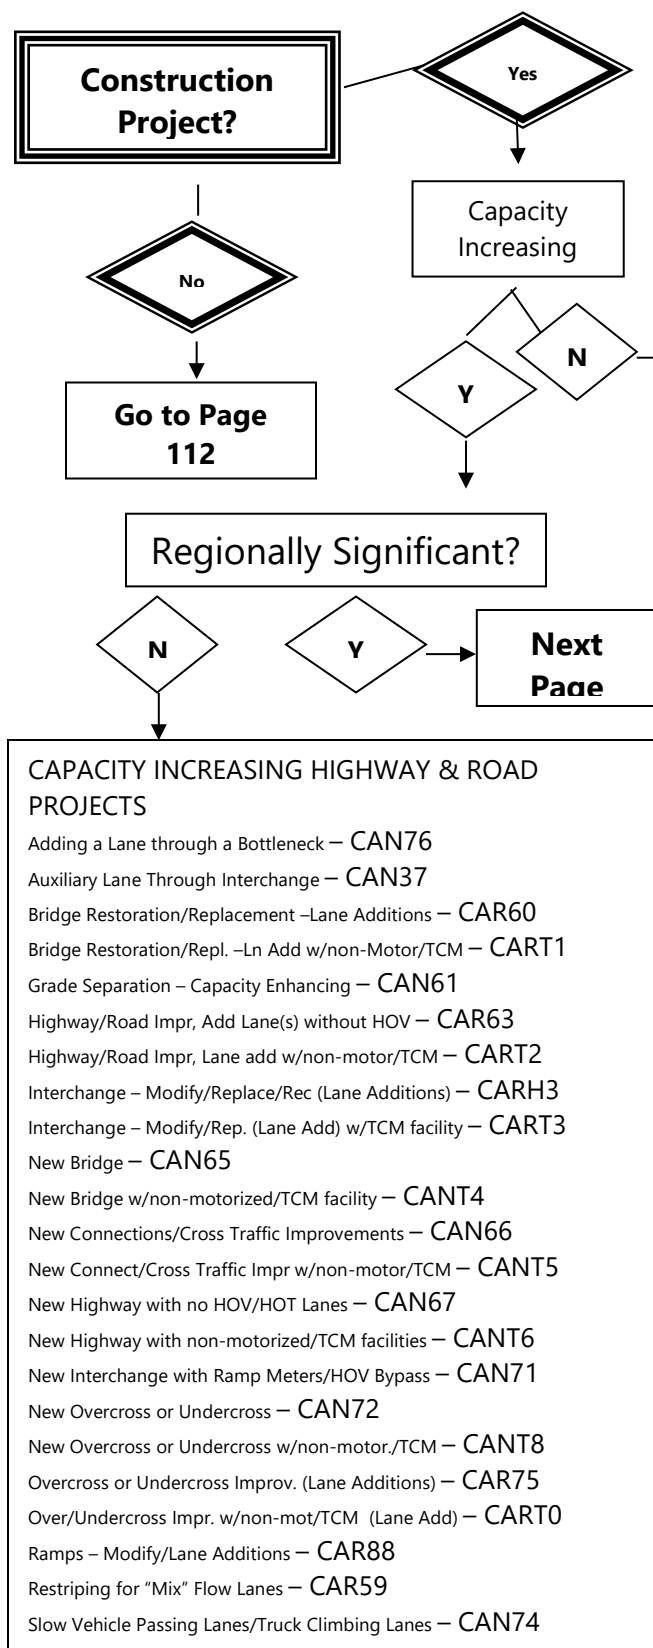 Construction
Project?
Yes
Capacity
Increasing
No
N
Y
Go to Page
112
Regionally Significant?
N
Y
Next
Page
CAPACITY INCREASING HIGHWAY & ROAD
PROJECTS
Adding a Lane through a Bottleneck – CAN76
Auxiliary Lane Through Interchange – CAN37
Bridge Restoration/Replacement –Lane Additions – CAR60
Bridge Restoration/Repl. –Ln Add w/non-Motor/TCM – CART1
Grade Separation – Capacity Enhancing – CAN61
Highway/Road Impr, Add Lane(s) without HOV – CAR63
Highway/Road Impr, Lane add w/non-motor/TCM – CART2
Interchange – Modify/Replace/Rec (Lane Additions) – CARH3
Interchange – Modify/Rep. (Lane Add) w/TCM facility – CART3
New Bridge – CAN65
New Bridge w/non-motorized/TCM facility – CANT4
New Connections/Cross Traffic Improvements – CAN66
New Connect/Cross Traffic Impr w/non-motor/TCM – CANT5
New Highway with no HOV/HOT Lanes – CAN67
New Highway with non-motorized/TCM facilities – CANT6
New Interchange with Ramp Meters/HOV Bypass – CAN71
New Overcross or Undercross – CAN72
New Overcross or Undercross w/non-motor./TCM – CANT8
Overcross or Undercross Improv. (Lane Additions) – CAR75
Over/Undercross Impr. w/non-mot/TCM  (Lane Add) – CART0
Ramps – Modify/Lane Additions – CAR88
Restriping for “Mix” Flow Lanes – CAR59
Slow Vehicle Passing Lanes/Truck Climbing Lanes – CAN74